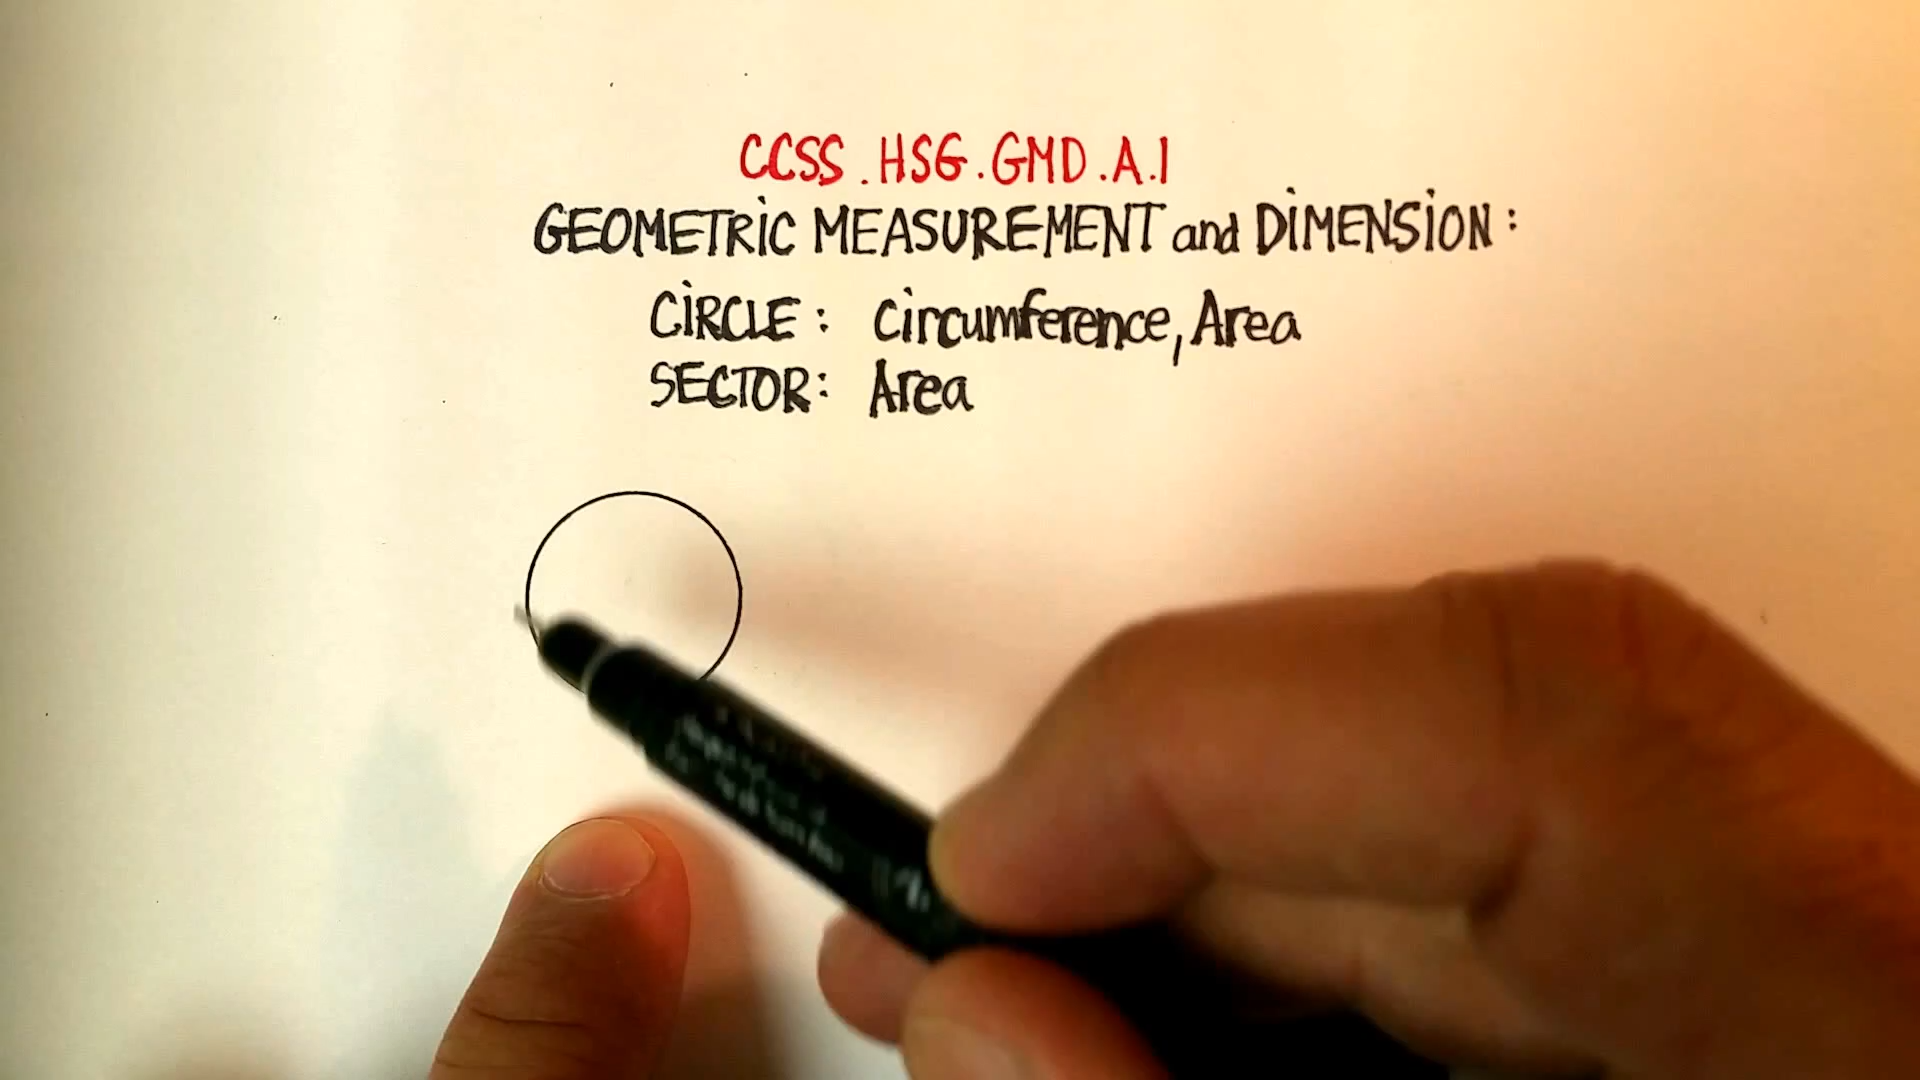 CCSS.HSG.GMD.A.1
GEOMETRIC MEASUREMENT and DIMENSION:
CIRCLE: Circumference, Area
SECTOR: Area